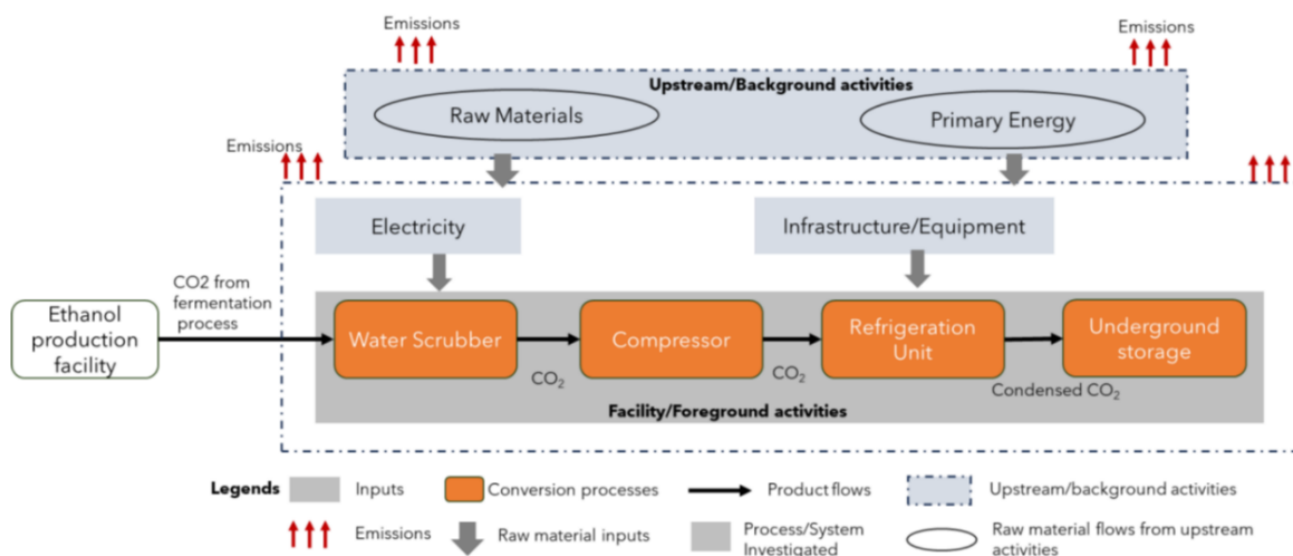 Emissions
Emissions
Upstream/Background activities
Raw Materials
Primary Energy
Emissions
Electricity
Infrastructure/Equipment
CO2 from
fermentation
process
Ethanol
production
facility
Water Scrubber
Compressor
Refrigeration
Unit
Underground
storage
CO₂
CO₂
Condensed CO₂
Facility/Foreground activities
Legends
Inputs
Conversion processes
Product flows
Upstream/background activities
Emissions
Raw material inputs
Process/System
Investigated
Raw material flows from upstream
activities